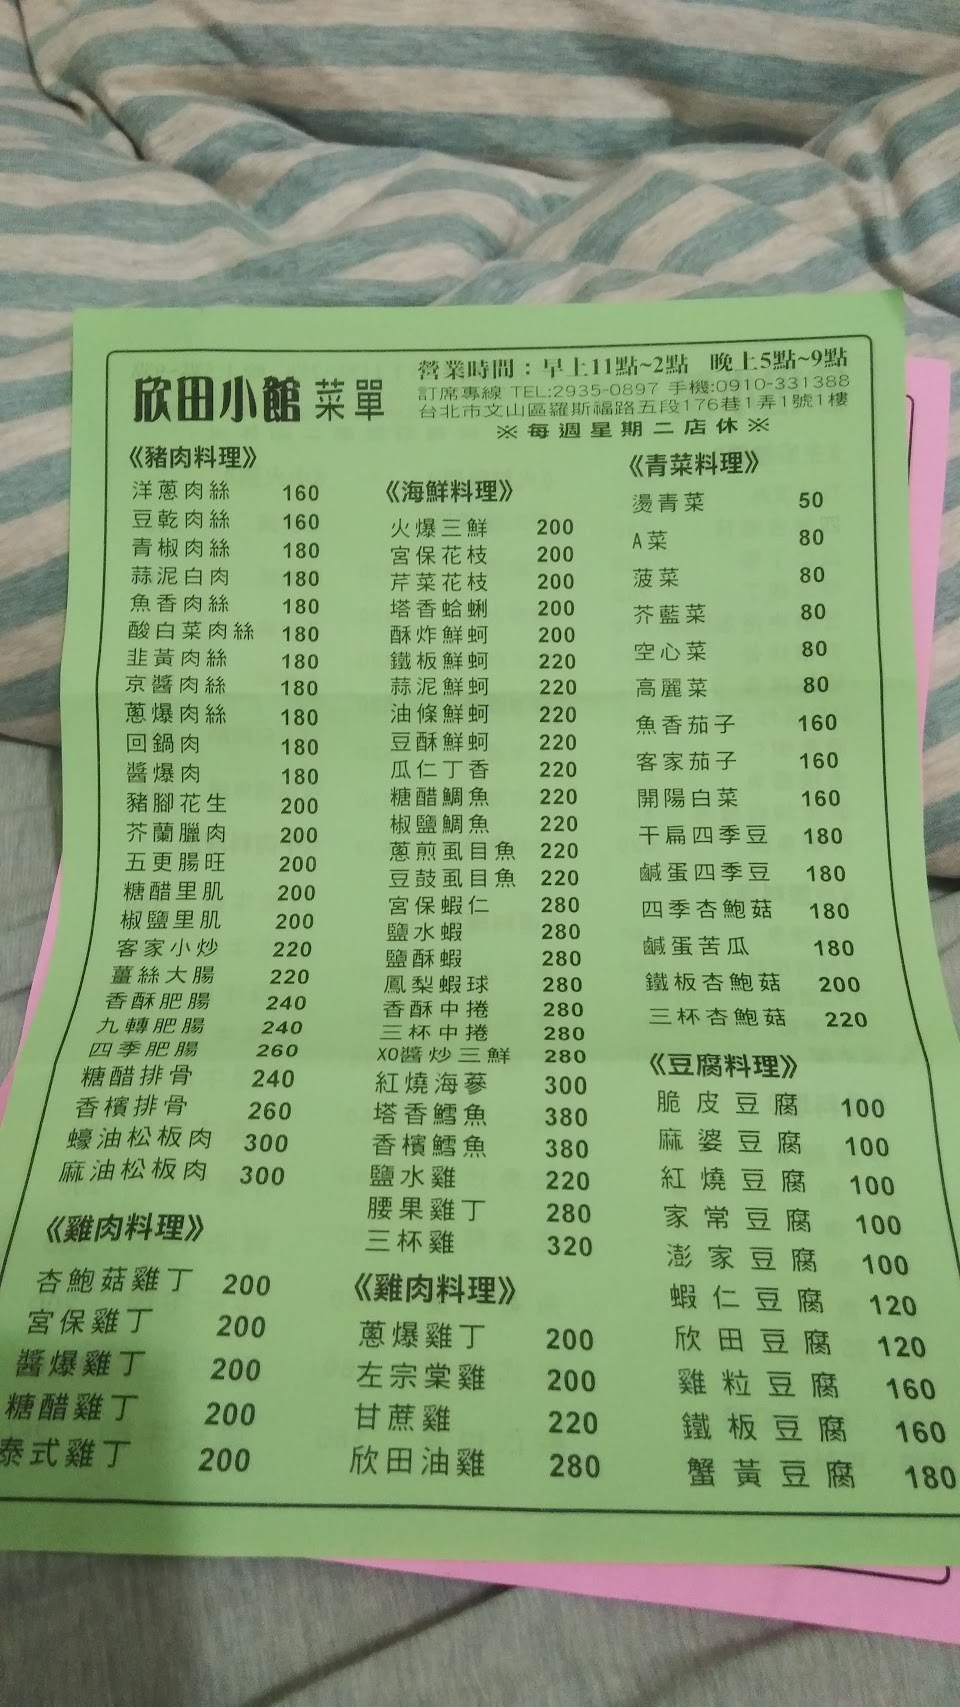 欣田小館 菜單
營業時間：早上11點~2點 晚上5點~9點
訂席專線 TEL:2935-0897 手機:0910-331388
台北市文山區羅斯福路五段176巷1弄1號1樓
※每週星期二店休※
《豬肉料理》
洋蔥肉絲 160
豆乾肉絲 160
青椒肉絲 180
蒜泥白肉 180
魚香肉絲 180
酸白菜肉絲 180
韭黃肉絲 180
京醬肉絲 180
蔥爆肉絲 180
回鍋肉 180
醬爆肉 180
豬腳花生 200
芥蘭臘肉 200
五更腸旺 200
糖醋里肌 200
椒鹽里肌 200
客家小炒 220
薑絲大腸 220
香酥肥腸 240
九轉肥腸 240
四季肥腸 260
糖醋排骨 240
香檳排骨 260
蠔油松板肉 300
麻油松板肉 300
《雞肉料理》
杏鮑菇雞丁 200
宮保雞丁 200
醬爆雞丁 200
糖醋雞丁 200
泰式雞丁 200
《海鮮料理》
火爆三鮮 200
宮保花枝 200
芹菜花枝 200
塔香蛤蜊 200
酥炸鮮蚵 200
鐵板鮮蚵 220
蒜泥鮮蚵 220
油條鮮蚵 220
豆酥鮮蚵 220
瓜仁丁香 220
糖醋鯛魚 220
椒鹽鯛魚 220
蔥煎虱目魚 220
豆鼓虱目魚 220
宮保蝦仁 280
鹽水蝦 280
鹽酥蝦 280
鳳梨蝦球 280
香酥中捲 280
三杯中捲 280
XO醬炒三鮮 280
紅燒海蔘 300
塔香鱈魚 380
香檳鱈魚 380
鹽水雞 220
腰果雞丁 280
三杯雞 320
《雞肉料理》
蔥爆雞丁 200
左宗棠雞 200
甘蔗雞 220
欣田油雞 280
《青菜料理》
燙青菜 50
A菜 80
菠菜 80
芥藍菜 80
空心菜 80
高麗菜 80
魚香茄子 160
客家茄子 160
開陽白菜 160
干扁四季豆 180
鹹蛋四季豆 180
四季杏鮑菇 180
鹹蛋苦瓜 180
鐵板杏鮑菇 200
三杯杏鮑菇 220
《豆腐料理》
脆皮豆腐 100
麻婆豆腐 100
紅燒豆腐 100
家常豆腐 100
澎家豆腐 100
蝦仁豆腐 120
欣田豆腐 120
雞粒豆腐 160
鐵板豆腐 160
蟹黃豆腐 180